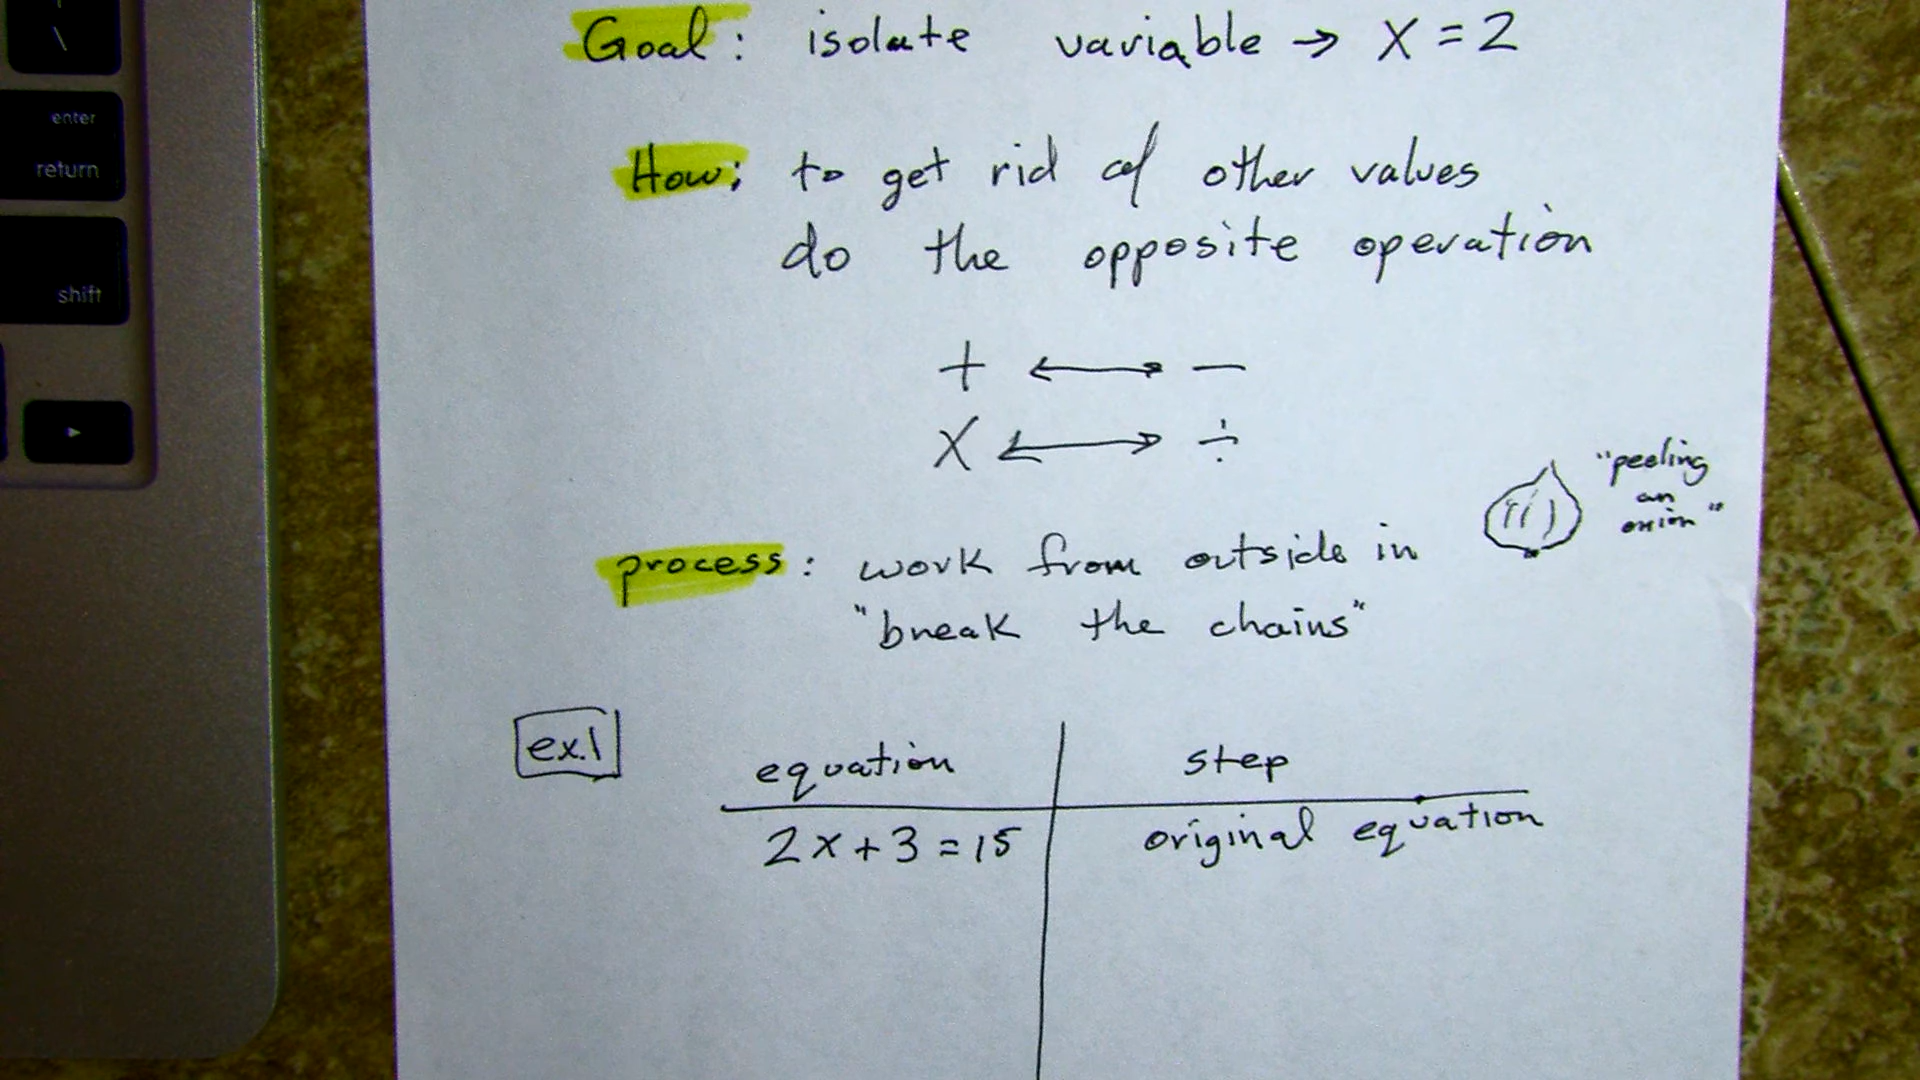 \
enter
return
shift
Goal: isolate variable → X = 2
How: to get rid of other values
do the opposite operation
+ ↔ −
X ↔ ÷
"peeling
an
onion"
process: work from outside in
"break the chains"
ex.1
equation step
2x+3=15 original equation